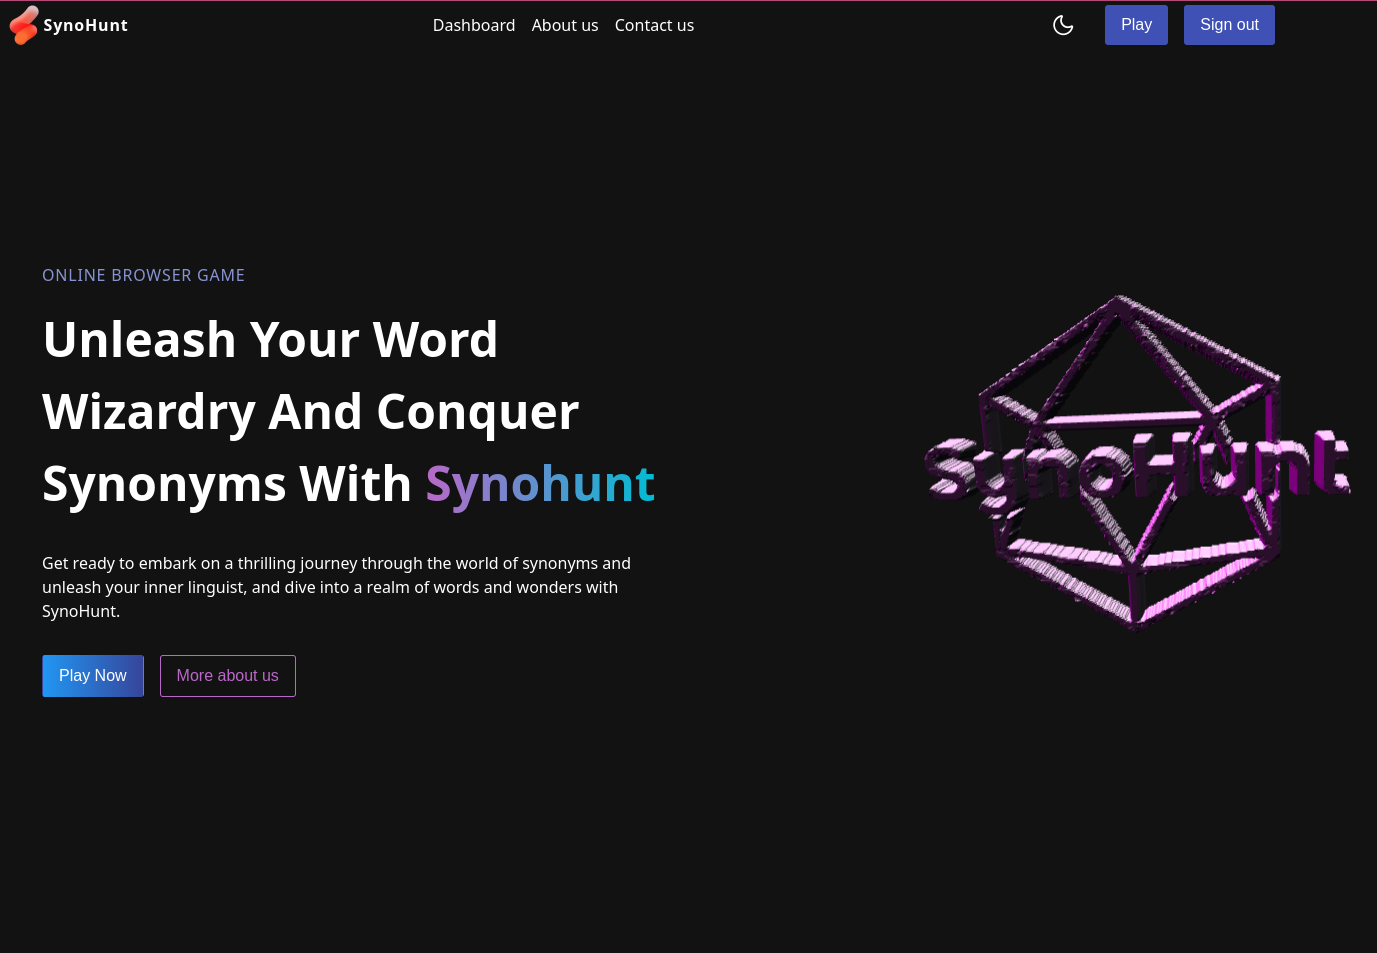 SynoHunt
Dashboard About us Contact us
Play Sign out
ONLINE BROWSER GAME
Unleash Your Word
Wizardry And Conquer
Synonyms With Synohunt
Get ready to embark on a thrilling journey through the world of synonyms and
unleash your inner linguist, and dive into a realm of words and wonders with
SynoHunt.
Play Now More about us
SynoHunt